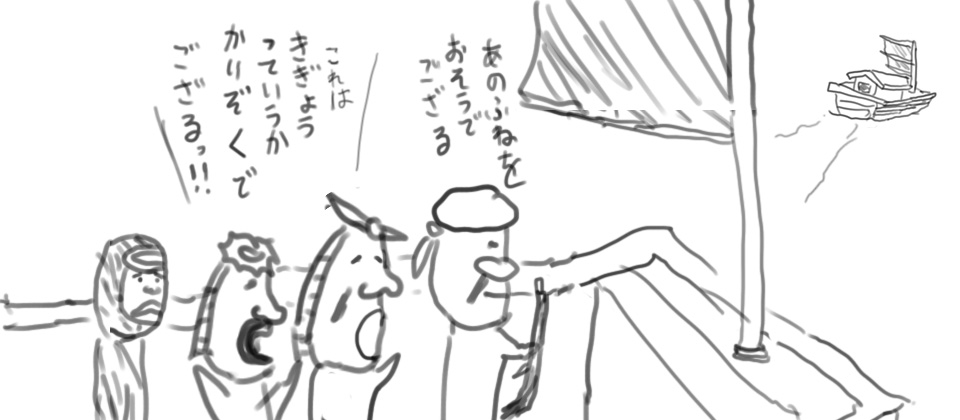 あのふねを
おそうで
ござる
これは
きぎょう
っていうか
かりぞくで
ござるっ!!